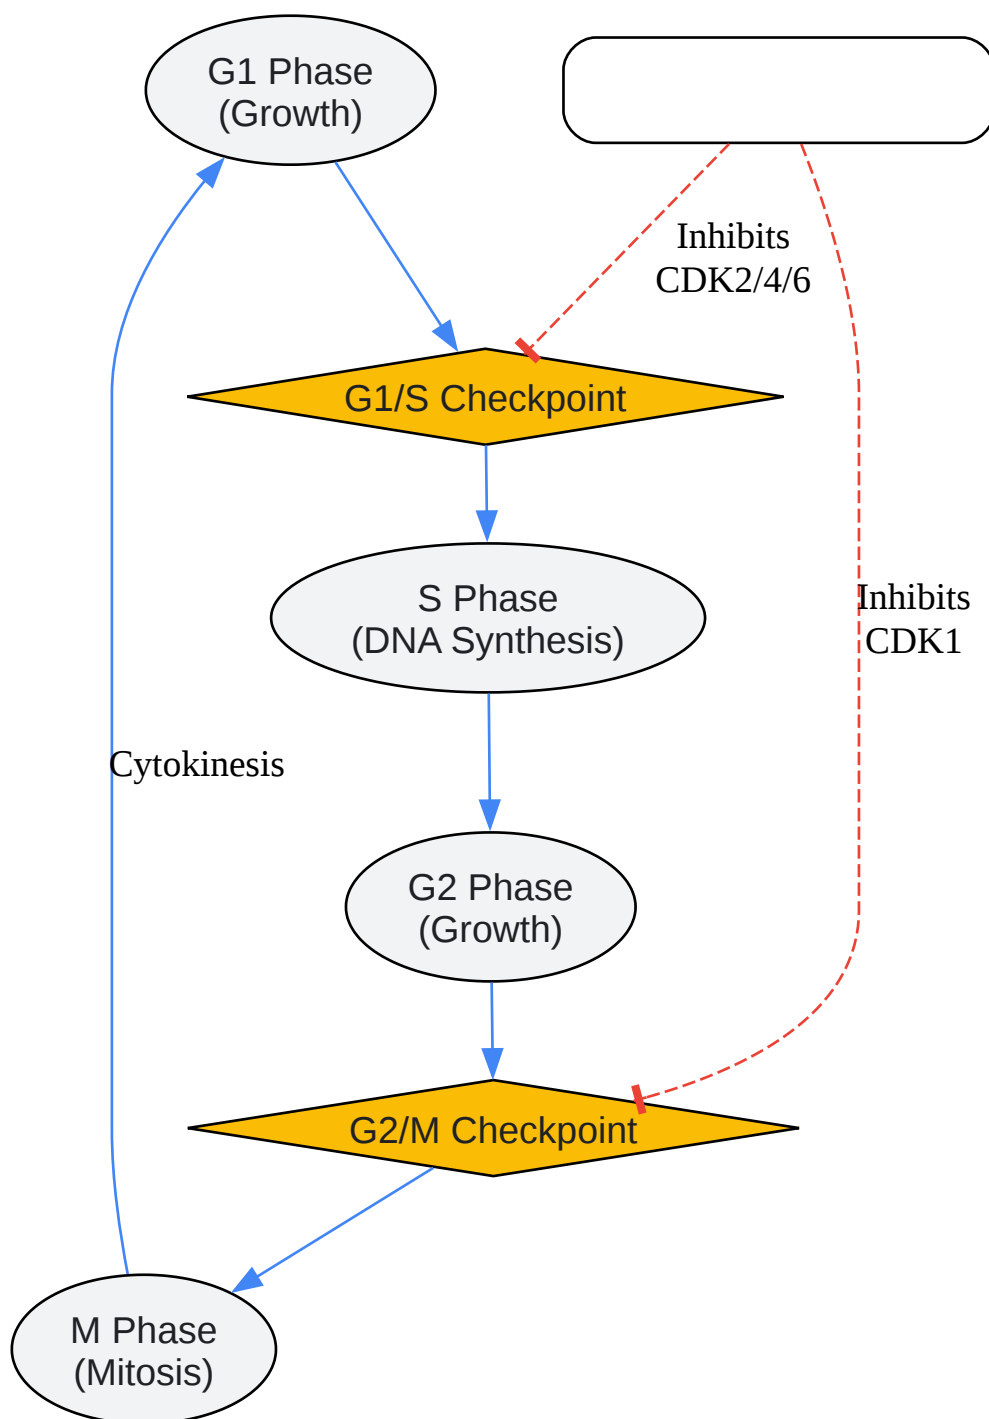 G1 Phase
(Growth)
Inhibits
CDK2/4/6
G1/S Checkpoint
S Phase
(DNA Synthesis)
Inhibits
CDK1
Cytokinesis
G2 Phase
(Growth)
G2/M Checkpoint
M Phase
(Mitosis)